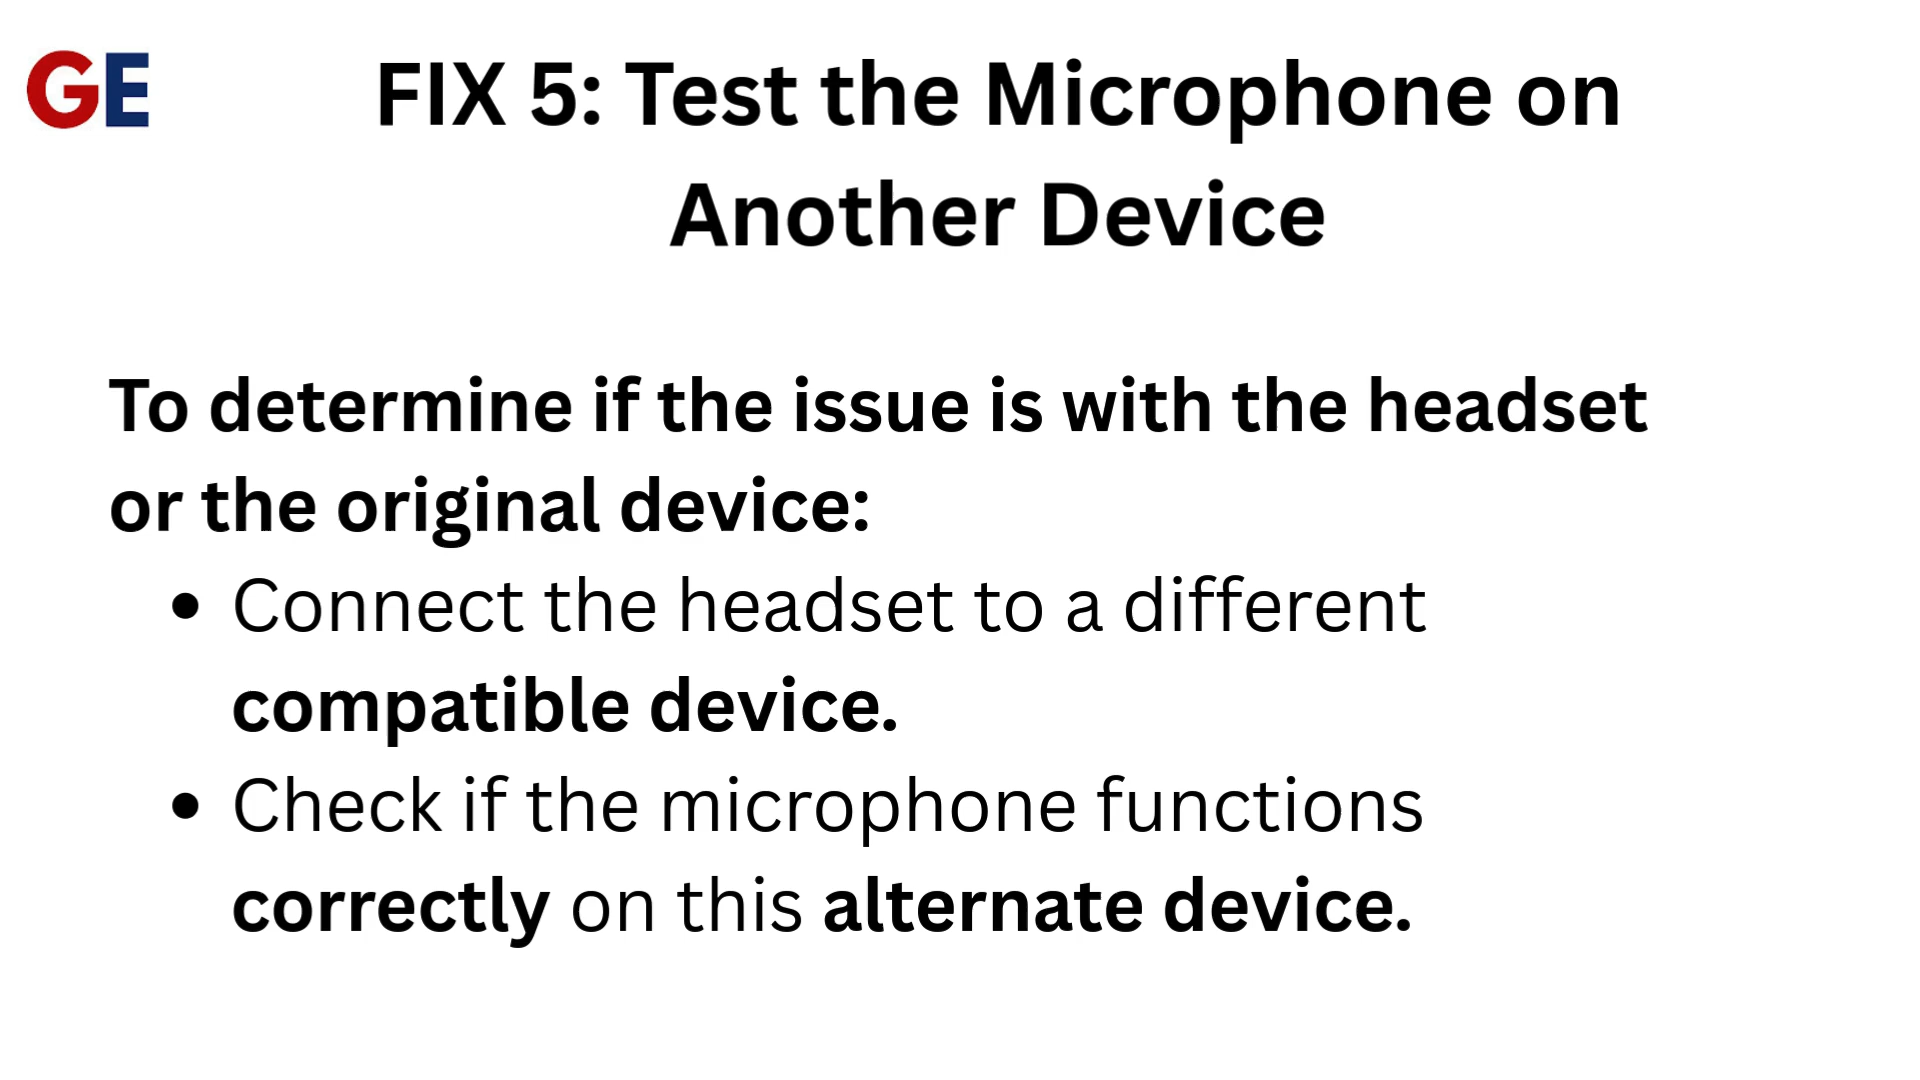 GE
FIX 5: Test the Microphone on
Another Device
To determine if the issue is with the headset
or the original device:
• Connect the headset to a different
compatible device.
• Check if the microphone functions
correctly on this alternate device.